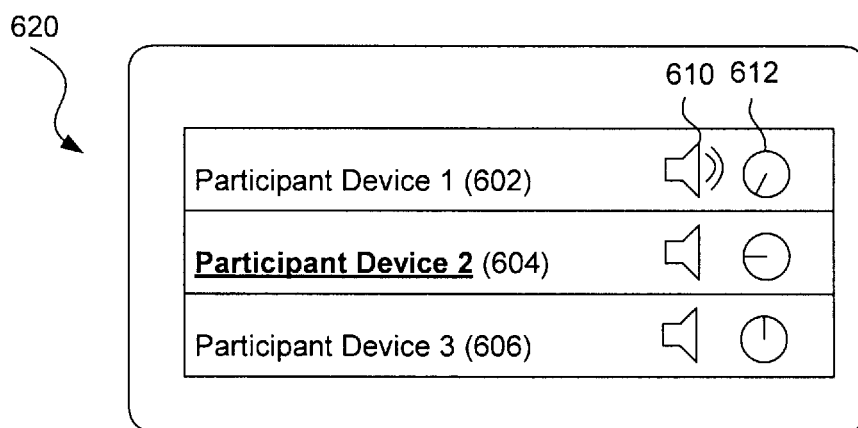 620
610 612
Participant Device 1 (602)
Participant Device 2 (604)
Participant Device 3 (606)